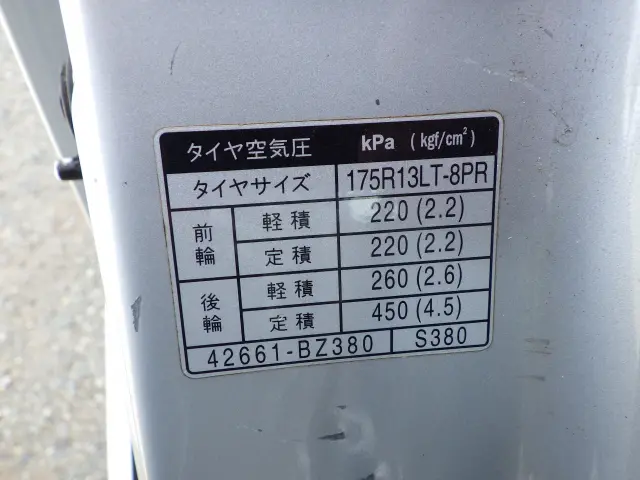 タイヤ空気圧 kPa (kgf/cm²)
タイヤサイズ 175R13LT-8PR
前輪 軽積 220 (2.2)
定積 220 (2.2)
後輪 軽積 260 (2.6)
定積 450 (4.5)
42661-BZ380 S380